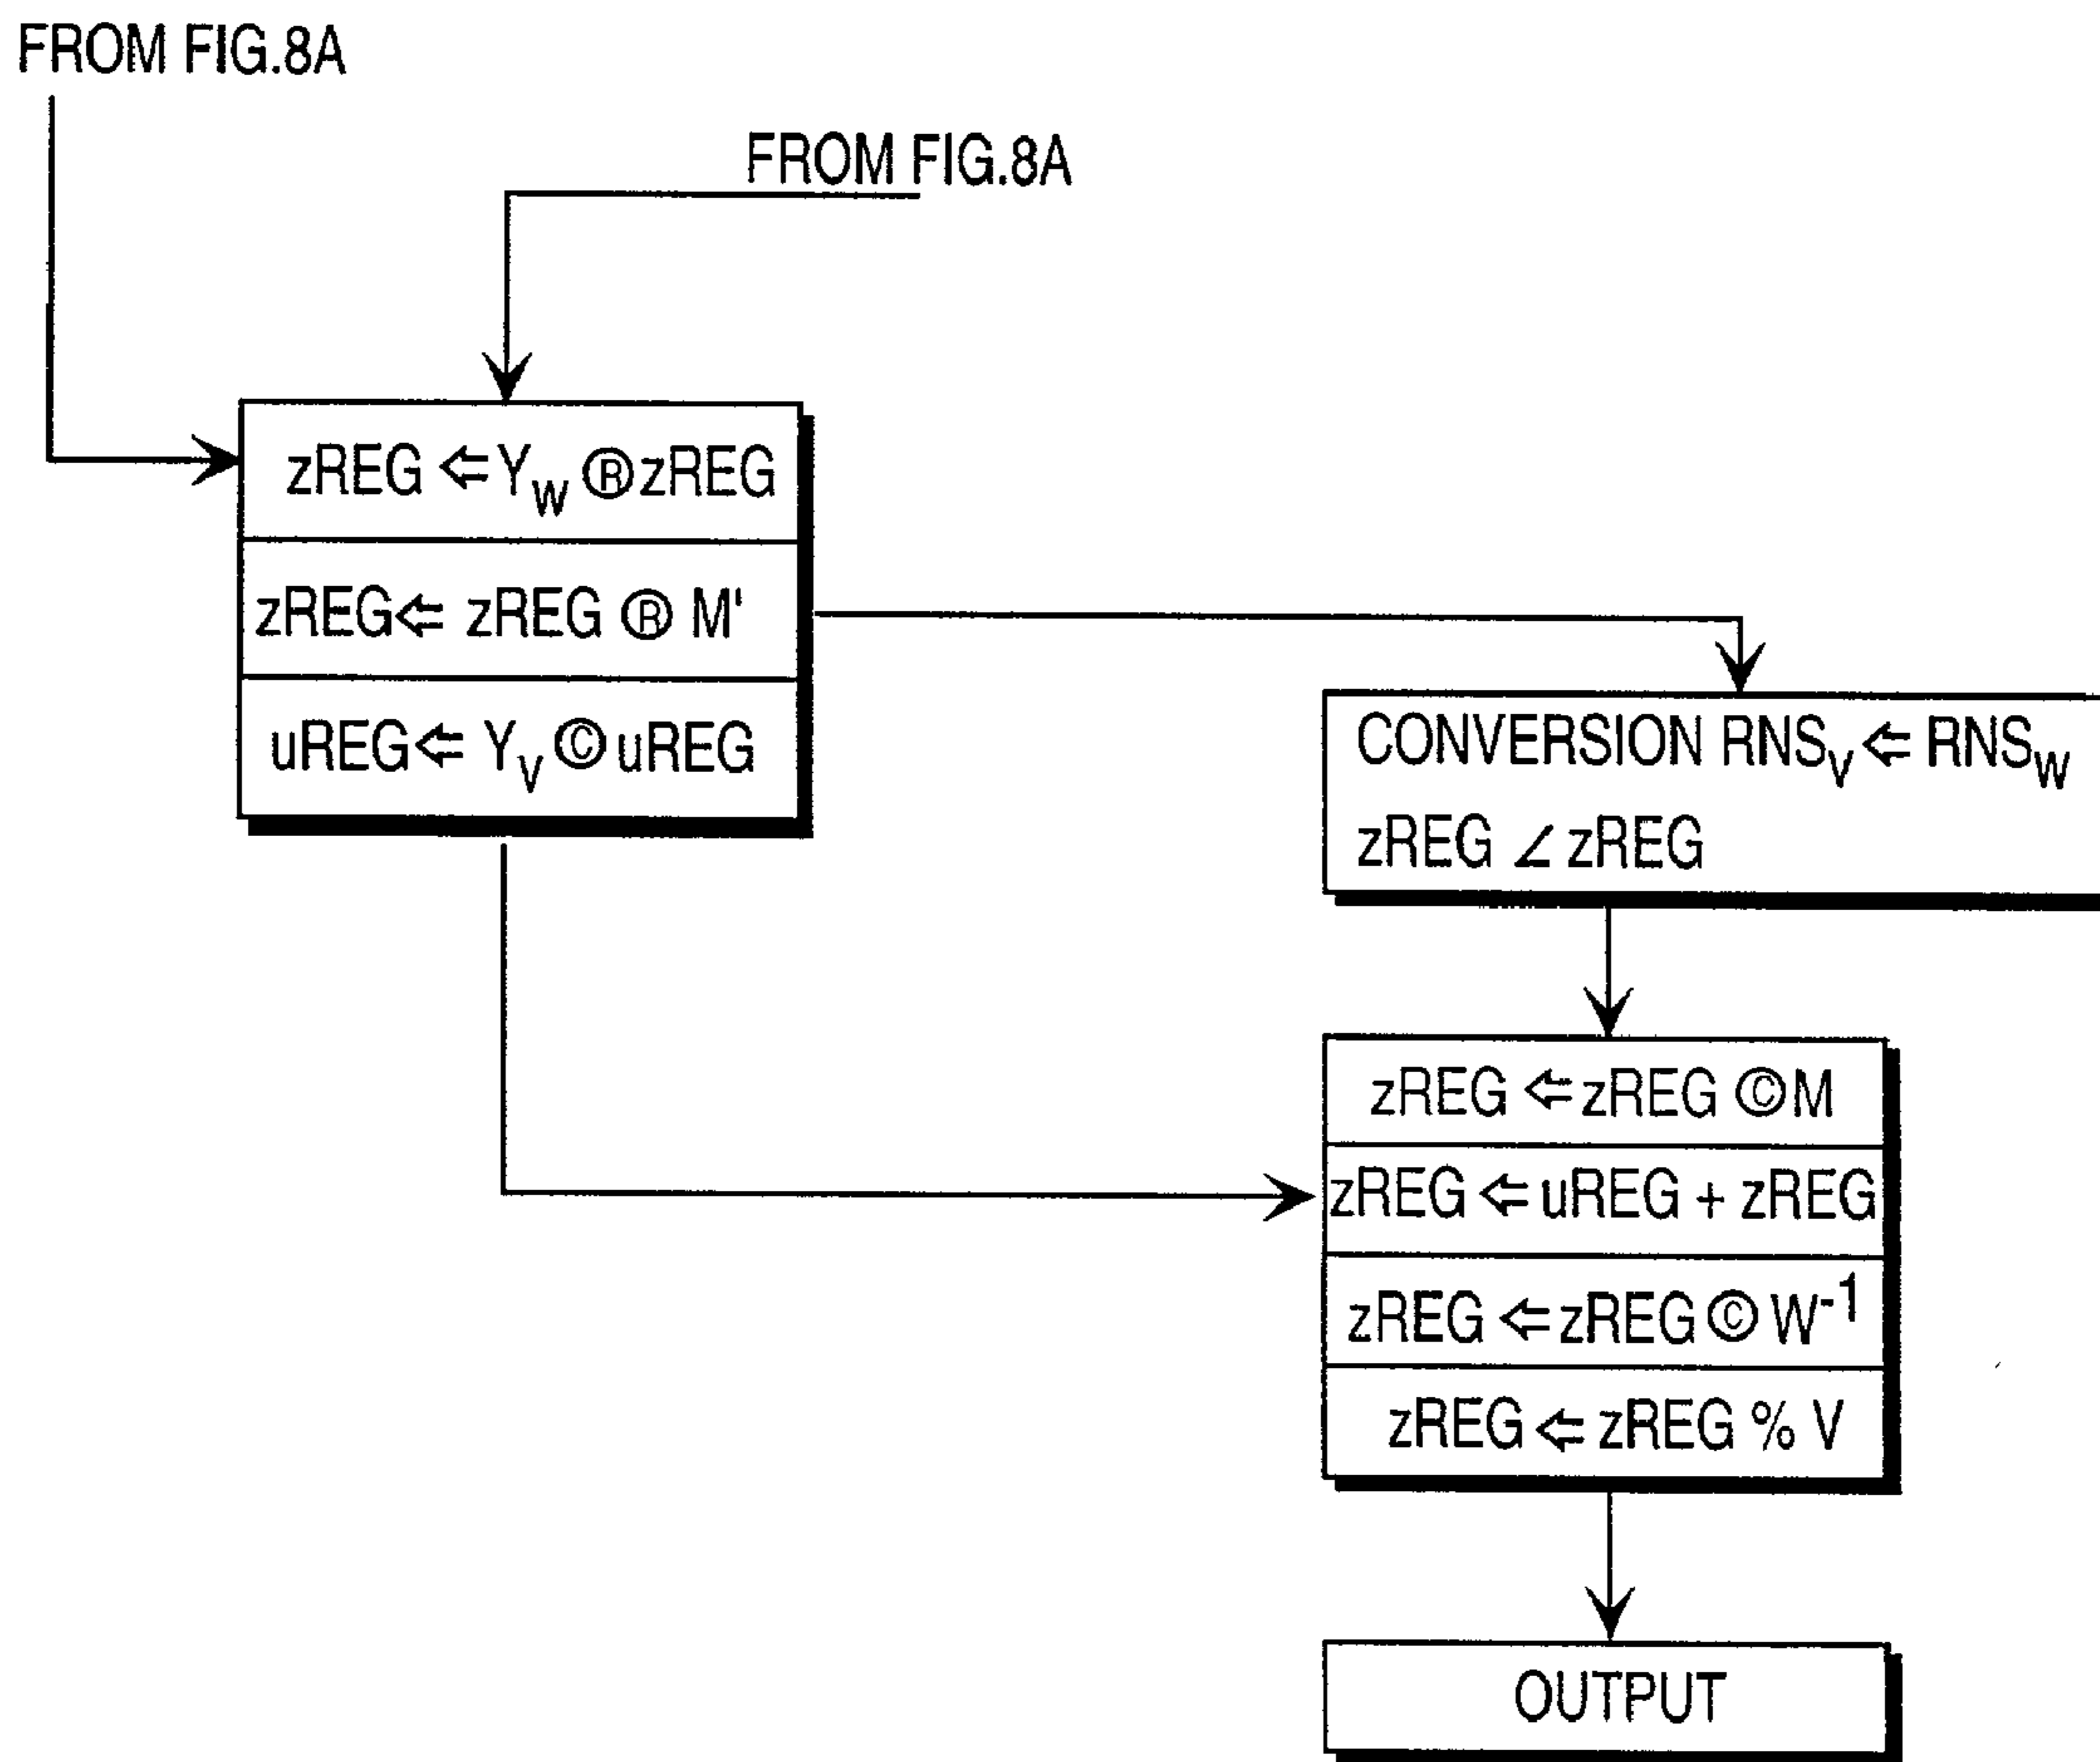 FROM FIG.8A
FROM FIG.8A
zREG ⇐ Y_W ® zREG
zREG ⇐ zREG ® M'
uREG ⇐ Y_V © uREG
CONVERSION RNS_V ⇐ RNS_W
zREG ∠ zREG
zREG ⇐ zREG © M
zREG ⇐ uREG + zREG
zREG ⇐ zREG © W⁻¹
zREG ⇐ zREG % V
OUTPUT